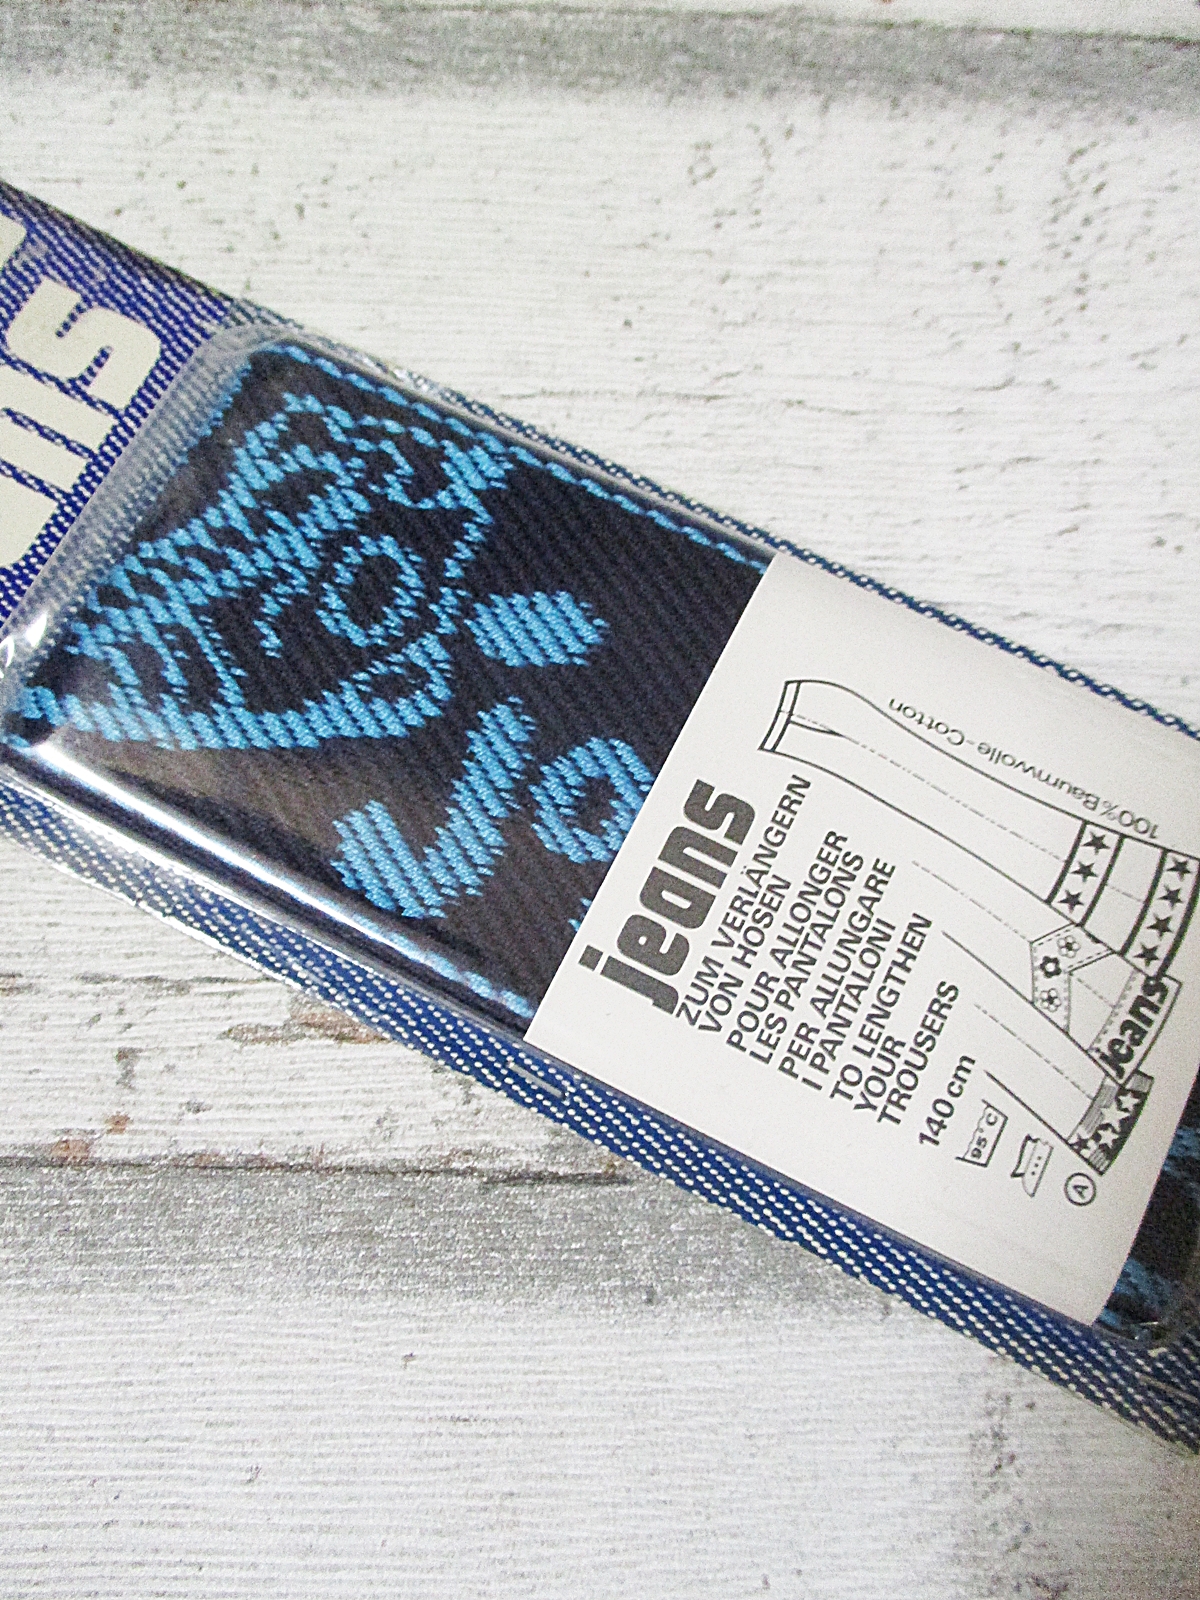 jeans
ZUM VERLÄNGERN
VON HOSEN
POUR ALLONGER
LES PANTALONS
PER ALLUNGARE
I PANTALONI
TO LENGTHEN
YOUR
TROUSERS
140 cm
95°C
A
100% Baumwolle-Cotton
jeans